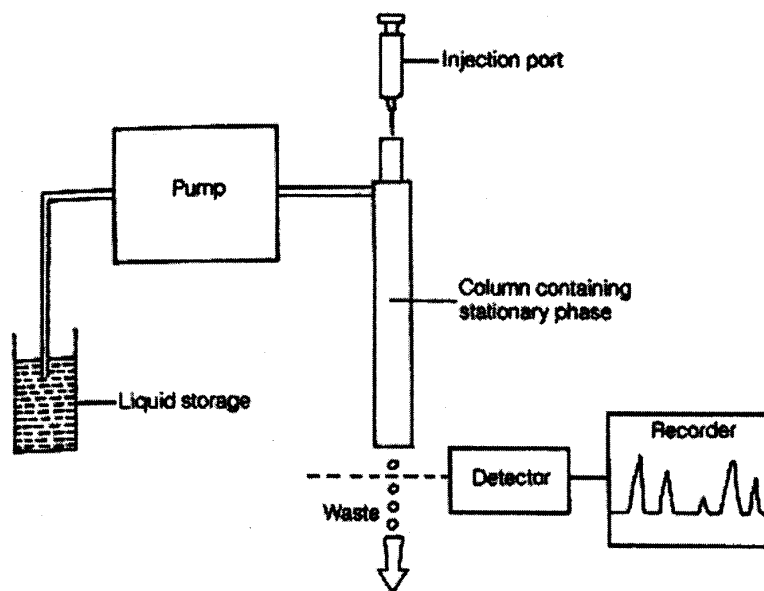 Injection port
Pump
Column containing
stationary phase
Liquid storage
Recorder
Detector
Waste